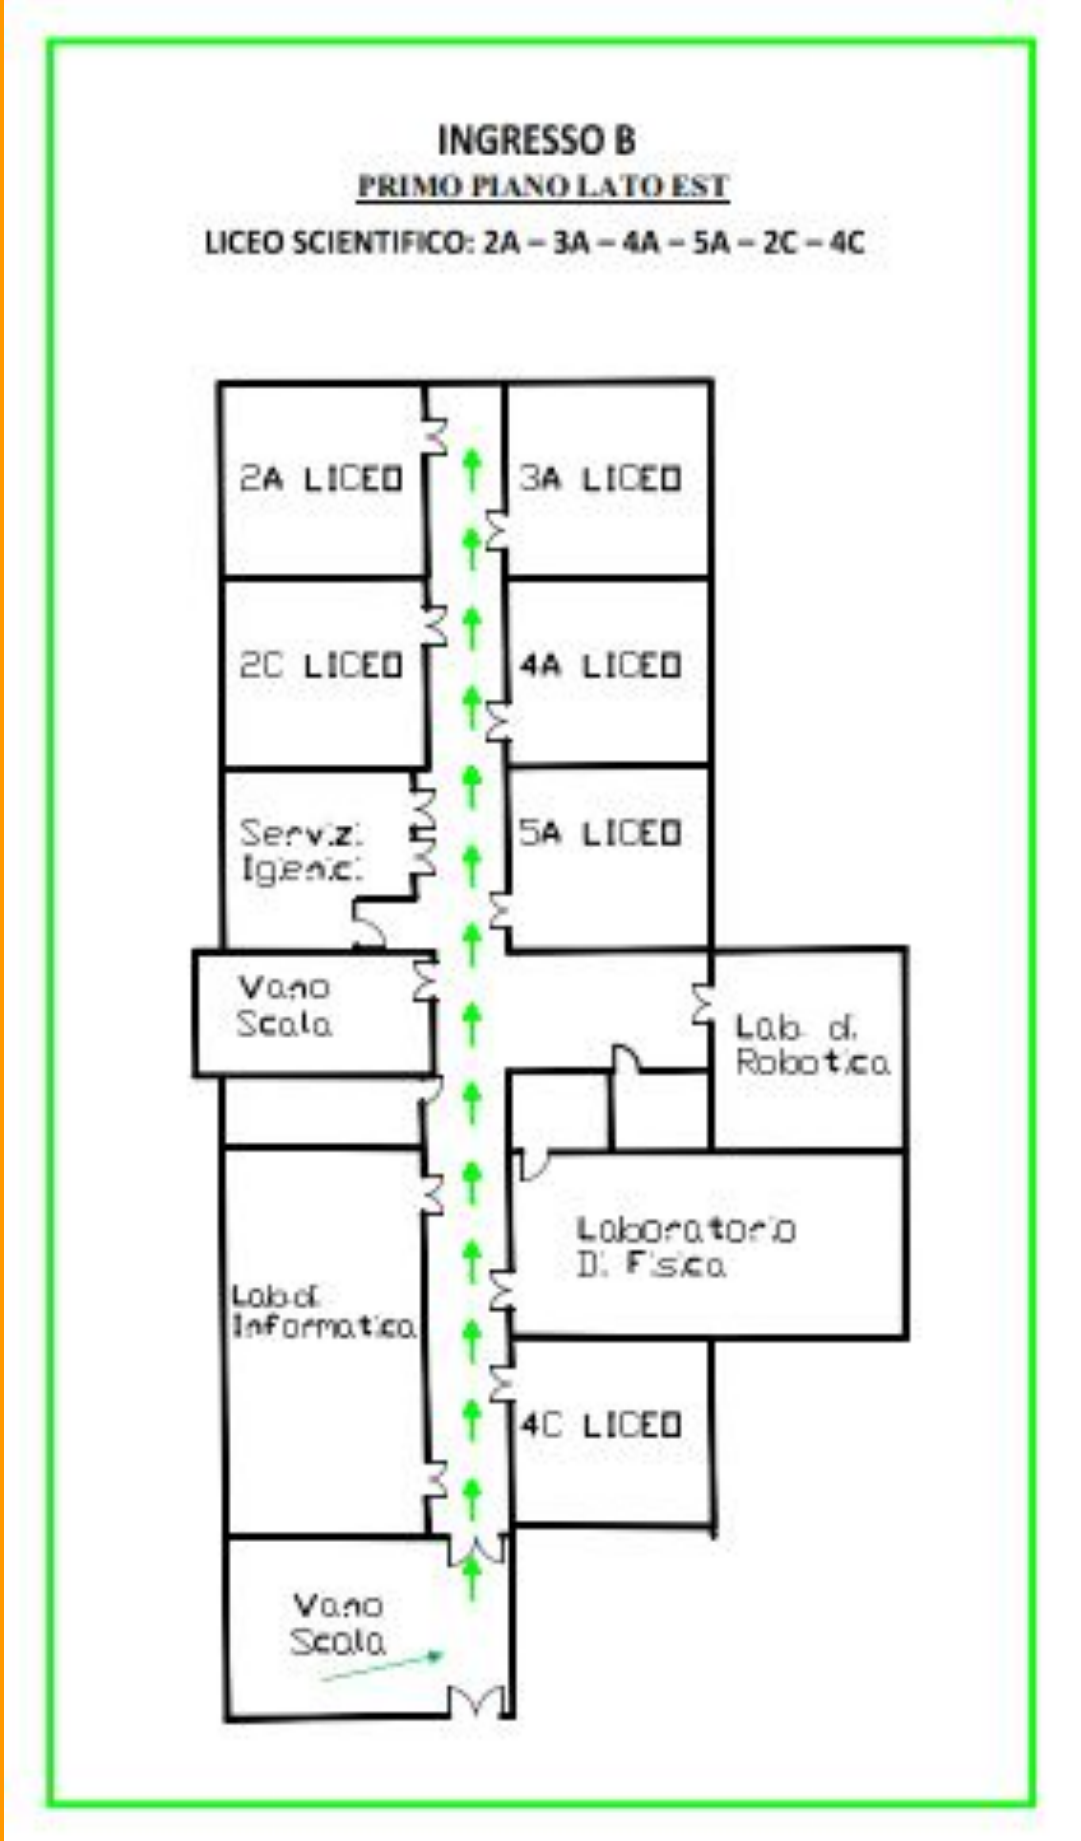 INGRESSO B
PRIMO PIANO LATO EST
LICEO SCIENTIFICO: 2A – 3A – 4A – 5A – 2C – 4C
2A LICEO
3A LICEO
2C LICEO
4A LICEO
Servizi
Igienici
5A LICEO
Vano
Scala
Lab. di
Robotica
Laboratorio
Di Fisica
Lab di
Informatica
4C LICEO
Vano
Scala